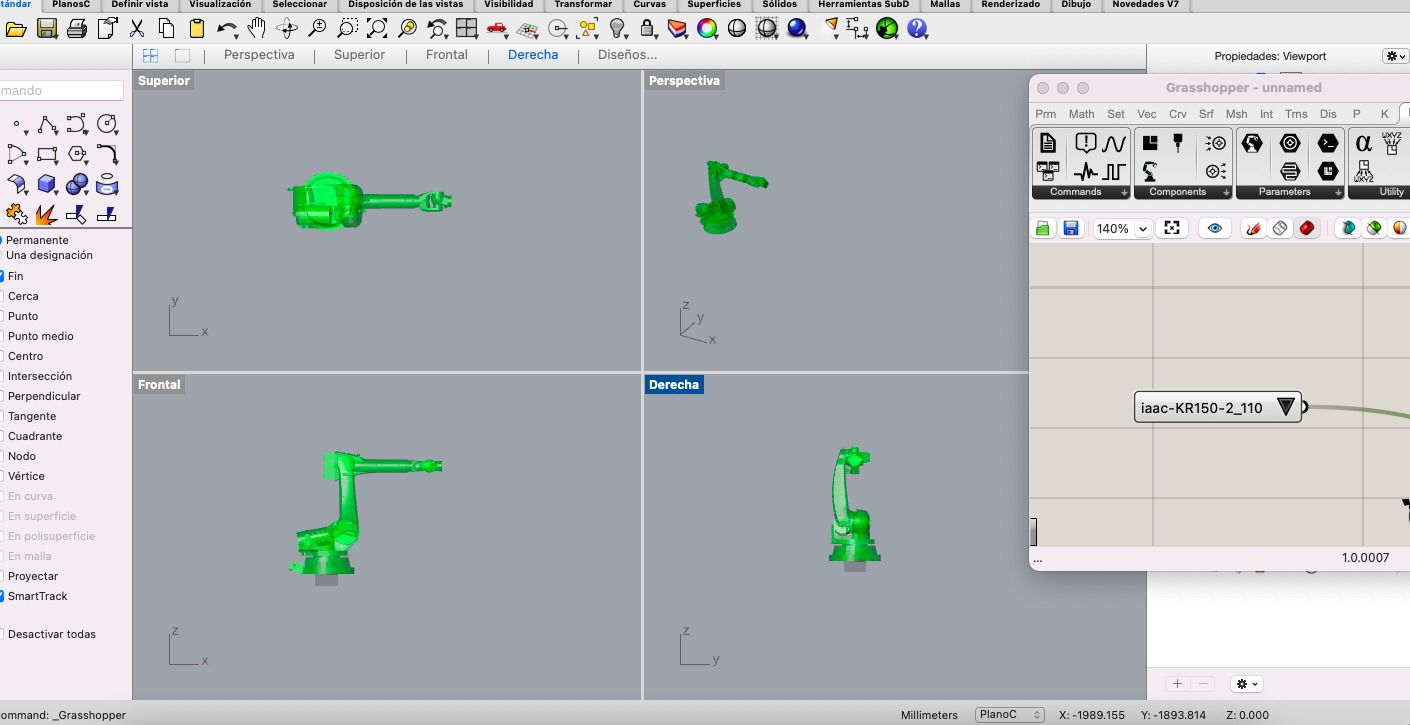 tándar PlanosC Definir vista Visualización Seleccionar Disposición de las vistas Visibilidad Transformar Curvas Superficies Sólidos Herramientas SubD Mallas Renderizado Dibujo Novedades V7
Perspectiva Superior Frontal Derecha Diseños...
Propiedades: Viewport
mando
Permanente
Una designación
Fin
Cerca
Punto
Punto medio
Centro
Intersección
Perpendicular
Tangente
Cuadrante
Nodo
Vértice
En curva
En superficie
En polisuperficie
En malla
Proyectar
SmartTrack
Desactivar todas
Superior
y
x
Perspectiva
z
y
x
Frontal
z
x
Derecha
z
y
Grasshopper - unnamed
Prm Math Set Vec Crv Srf Msh Int Trns Dis P K
α UXYZ
UXYZ
Commands + Components + Parameters + Utility
140%
iaac-KR150-2_110
...
1.0.0007
+ −
ommand: _Grasshopper
Millimeters PlanoC X: -1989.155 Y: -1893.814 Z: 0.000